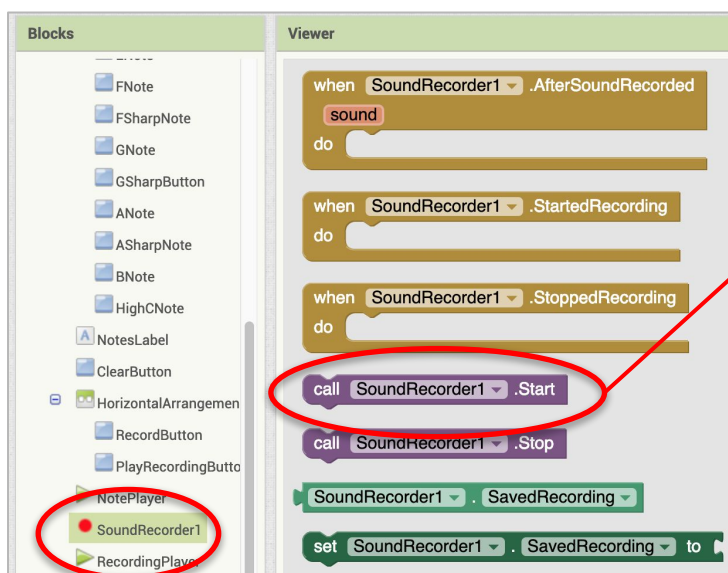 Blocks
FNote
FSharpNote
GNote
GSharpButton
ANote
ASharpNote
BNote
HighCNote
NotesLabel
ClearButton
HorizontalArrangemen
RecordButton
PlayRecordingButto
NotePlayer
SoundRecorder1
RecordingPlayer
Viewer
when SoundRecorder1 .AfterSoundRecorded
sound
do
when SoundRecorder1 .StartedRecording
do
when SoundRecorder1 .StoppedRecording
do
call SoundRecorder1 .Start
call SoundRecorder1 .Stop
SoundRecorder1 . SavedRecording
set SoundRecorder1 . SavedRecording to